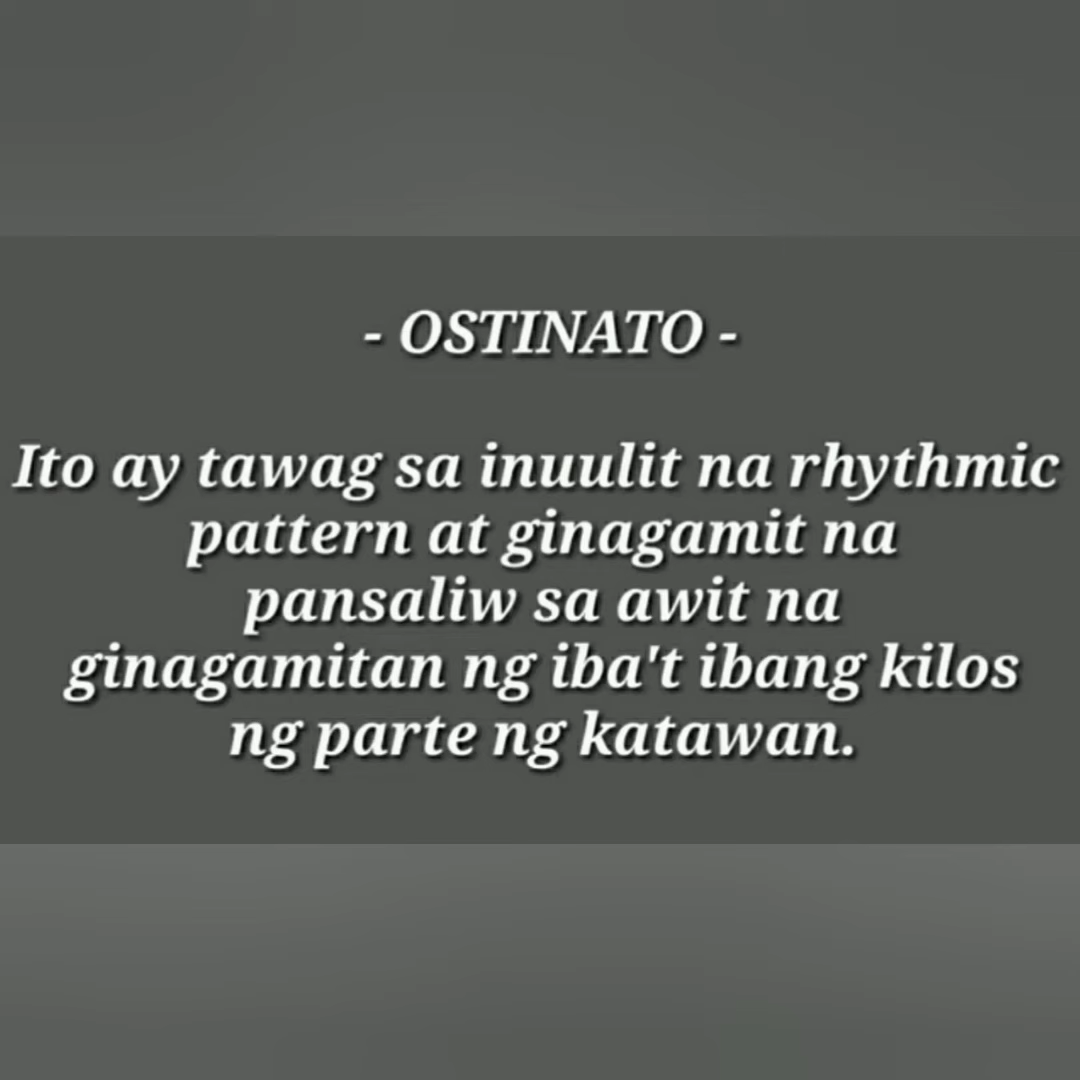 - OSTINATO -
Ito ay tawag sa inuulit na rhythmic
pattern at ginagamit na
pansaliw sa awit na
ginagamitan ng iba't ibang kilos
ng parte ng katawan.